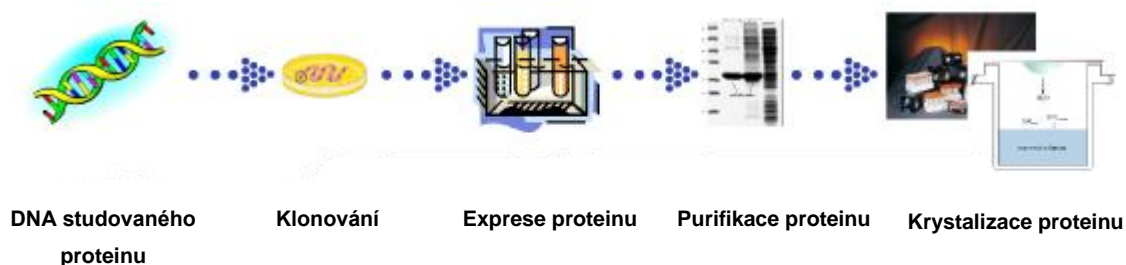 DNA studovaného
proteinu
Klonování
Exprese proteinu
Purifikace proteinu
Krystalizace proteinu